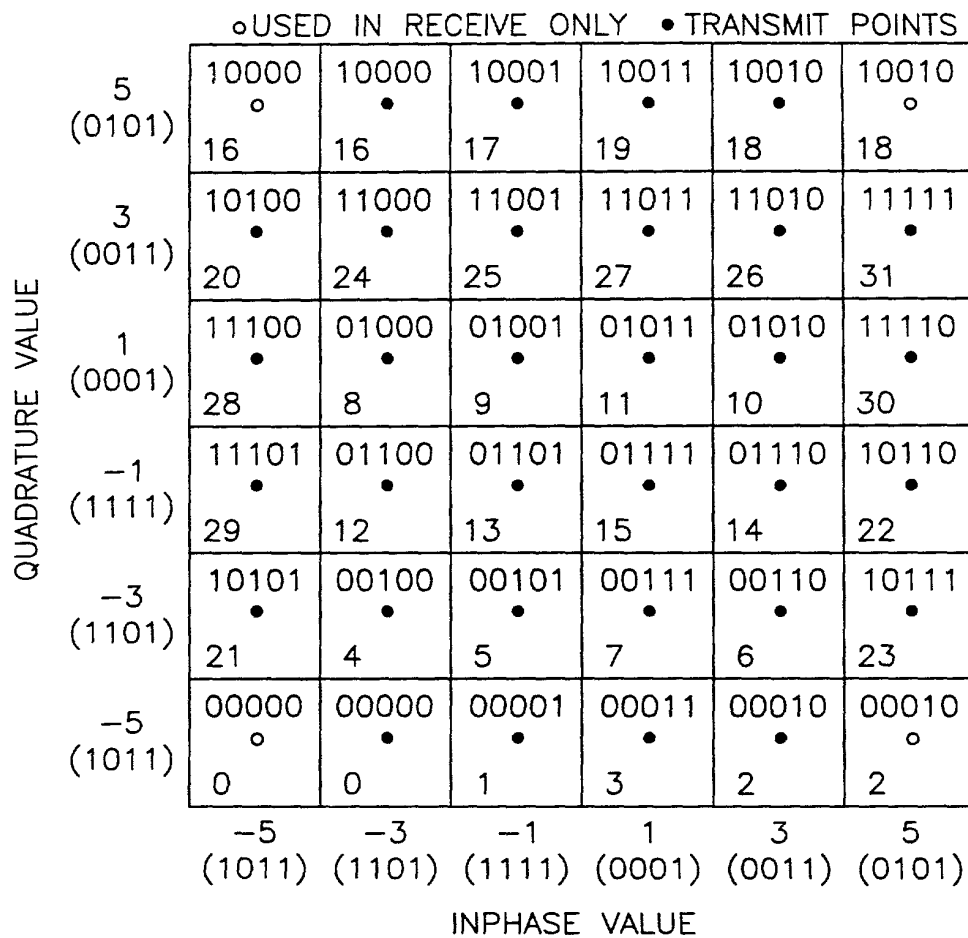 USED IN RECEIVE ONLY TRANSMIT POINTS
10000 10000 10001 10011 10010 10010
5
(0101)
16 16 17 19 18 18
10100 11000 11001 11011 11010 11111
3
(0011)
20 24 25 27 26 31
11100 01000 01001 01011 01010 11110
1
(0001)
28 8 9 11 10 30
11101 01100 01101 01111 01110 10110
−1
(1111)
29 12 13 15 14 22
10101 00100 00101 00111 00110 10111
−3
(1101)
21 4 5 7 6 23
00000 00000 00001 00011 00010 00010
−5
(1011)
0 0 1 3 2 2
QUADRATURE VALUE
−5 −3 −1 1 3 5
(1011) (1101) (1111) (0001) (0011) (0101)
INPHASE VALUE